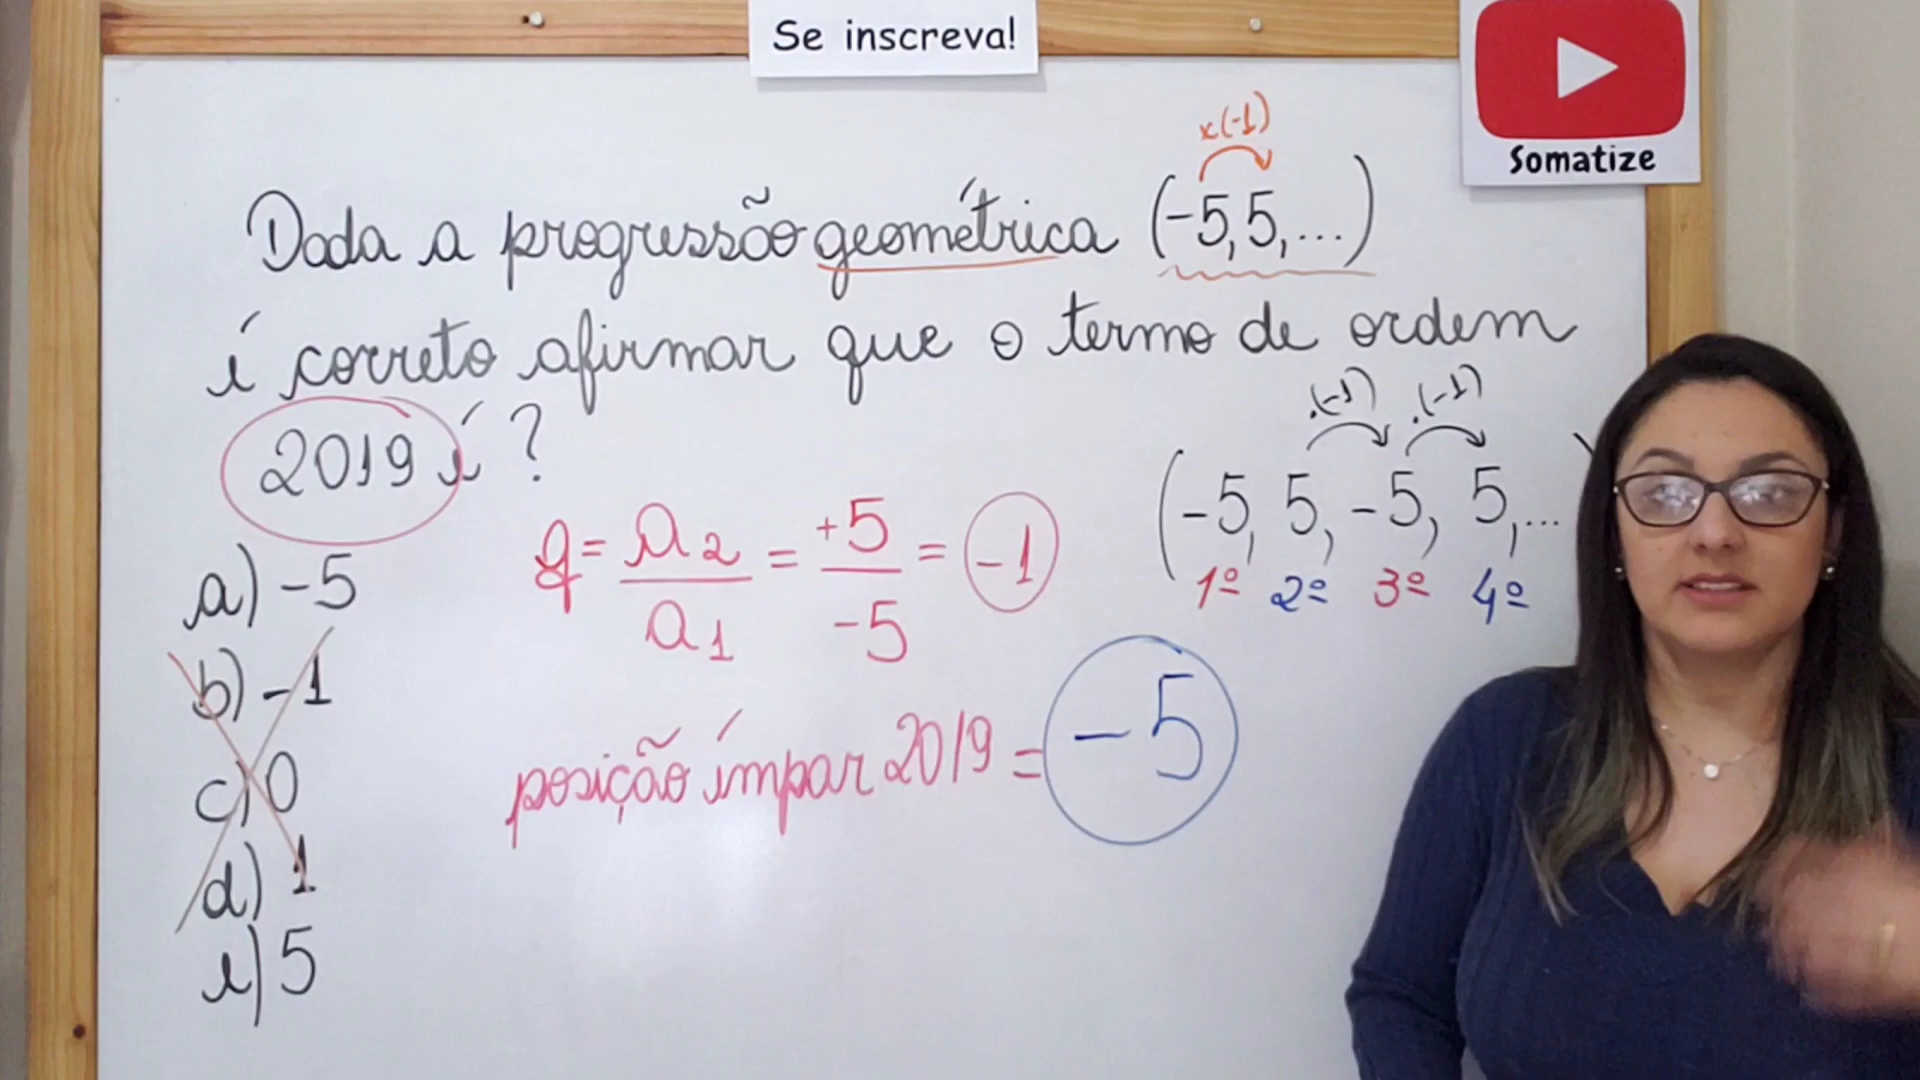 Se inscreva!
Somatize
x(-1)
Dada a progressão geométrica (-5, 5, ...)
é correto afirmar que o termo de ordem
2019 é ?
.(-1) .(-1)
(-5, 5, -5, 5, ...
1º 2º 3º 4º
q = a2/a1 = +5/-5 = -1
a) -5
b) -1
c) 0
d) 1
e) 5
posição ímpar 2019 = -5